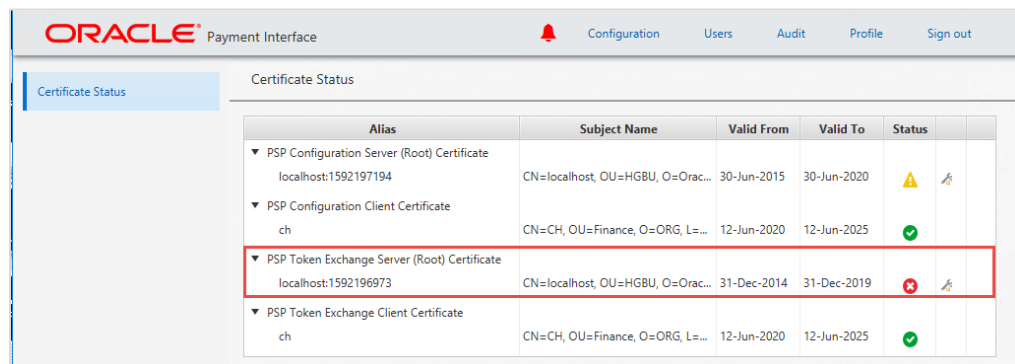 ORACLE® Payment Interface Configuration Users Audit Profile Sign out
Certificate Status Certificate Status
Alias Subject Name Valid From Valid To Status
PSP Configuration Server (Root) Certificate
localhost:1592197194 CN=localhost, OU=HGBU, O=Orac... 30-Jun-2015 30-Jun-2020
PSP Configuration Client Certificate
ch CN=CH, OU=Finance, O=ORG, L=... 12-Jun-2020 12-Jun-2025
PSP Token Exchange Server (Root) Certificate
localhost:1592196973 CN=localhost, OU=HGBU, O=Orac... 31-Dec-2014 31-Dec-2019
PSP Token Exchange Client Certificate
ch CN=CH, OU=Finance, O=ORG, L=... 12-Jun-2020 12-Jun-2025